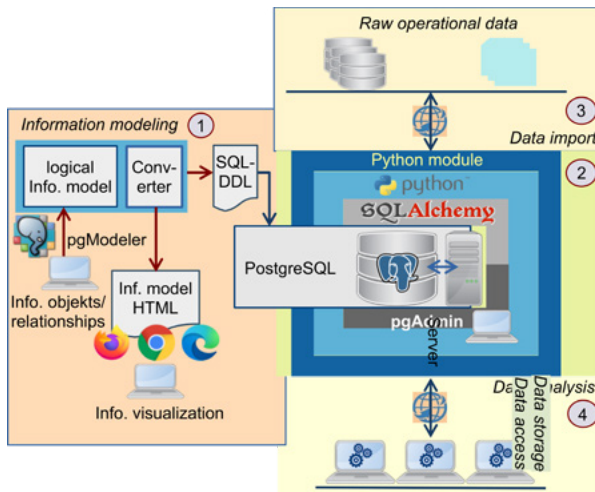 Raw operational data
3
Data import
Information modeling 1
logical
Info. model
Conv-
erter
SQL-
DDL
pgModeler
Info. objekts/
relationships
Inf. model
HTML
Info. visualization
2
Python module
python
SQLAlchemy
PostgreSQL
pgAdmin
Server
Data storage
Data access
4